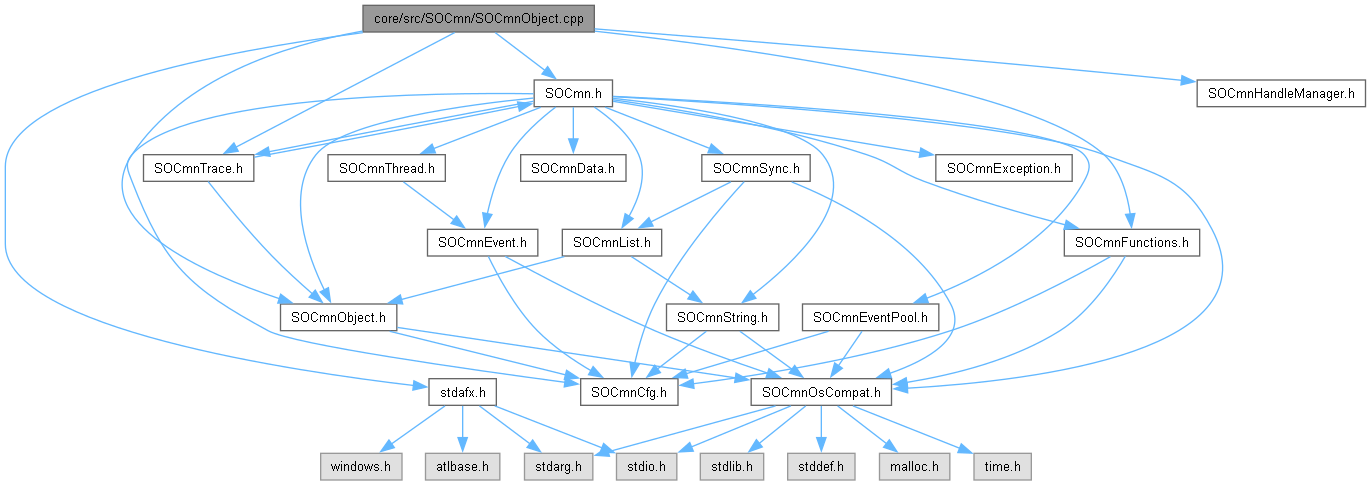 core/src/SOCmn/SOCmnObject.cpp
SOCmn.h
SOCmnHandleManager.h
SOCmnTrace.h
SOCmnThread.h
SOCmnData.h
SOCmnSync.h
SOCmnException.h
SOCmnEvent.h
SOCmnList.h
SOCmnFunctions.h
SOCmnObject.h
SOCmnString.h
SOCmnEventPool.h
stdafx.h
SOCmnCfg.h
SOCmnOsCompat.h
windows.h
atlbase.h
stdarg.h
stdio.h
stdlib.h
stddef.h
malloc.h
time.h